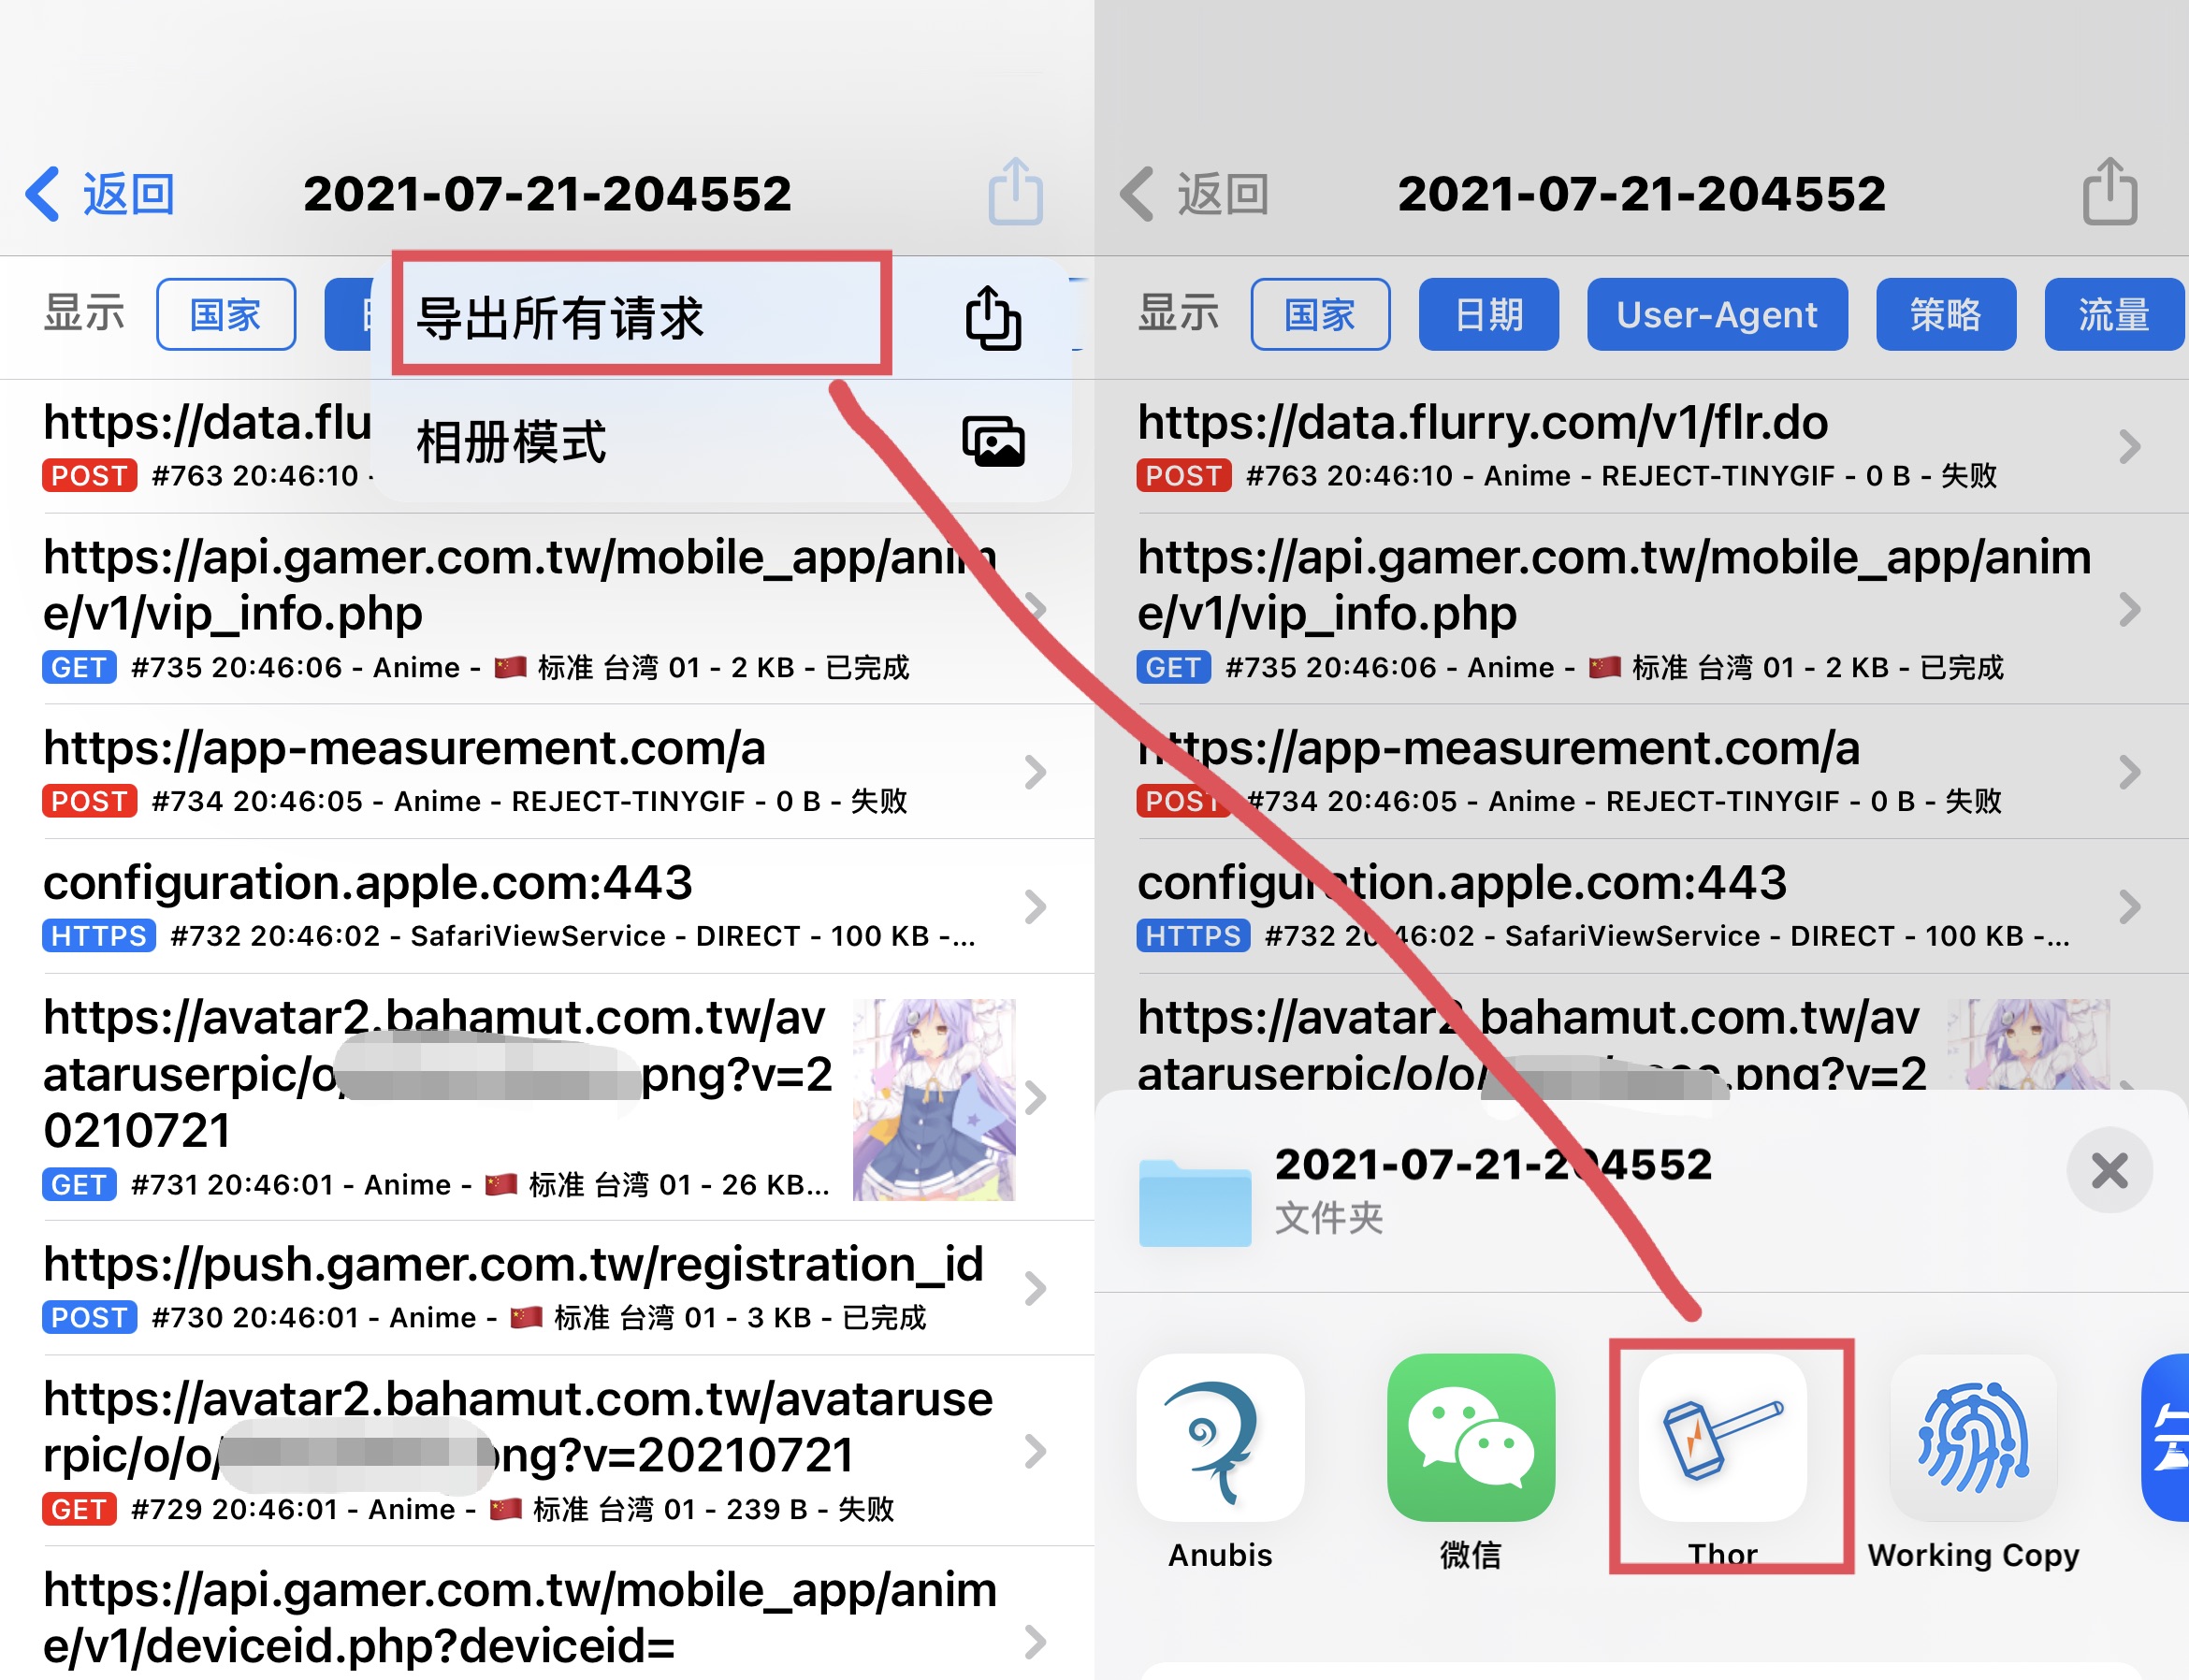 返回
2021-07-21-204552
显示
国家
导出所有请求
相册模式
https://data.flu
POST #763 20:46:10 -
https://api.gamer.com.tw/mobile_app/anim
e/v1/vip_info.php
GET #735 20:46:06 - Anime - 🇨🇳 标准 台湾 01 - 2 KB - 已完成
https://app-measurement.com/a
POST #734 20:46:05 - Anime - REJECT-TINYGIF - 0 B - 失败
configuration.apple.com:443
HTTPS #732 20:46:02 - SafariViewService - DIRECT - 100 KB -...
https://avatar2.bahamut.com.tw/av
ataruserpic/o png?v=2
0210721
GET #731 20:46:01 - Anime - 🇨🇳 标准 台湾 01 - 26 KB...
https://push.gamer.com.tw/registration_id
POST #730 20:46:01 - Anime - 🇨🇳 标准 台湾 01 - 3 KB - 已完成
https://avatar2.bahamut.com.tw/avataruse
rpic/o/o/ ng?v=20210721
GET #729 20:46:01 - Anime - 🇨🇳 标准 台湾 01 - 239 B - 失败
https://api.gamer.com.tw/mobile_app/anim
e/v1/deviceid.php?deviceid=
返回
2021-07-21-204552
显示
国家
日期
User-Agent
策略
流量
https://data.flurry.com/v1/flr.do
POST #763 20:46:10 - Anime - REJECT-TINYGIF - 0 B - 失败
https://api.gamer.com.tw/mobile_app/anim
e/v1/vip_info.php
GET #735 20:46:06 - Anime - 🇨🇳 标准 台湾 01 - 2 KB - 已完成
https://app-measurement.com/a
POST #734 20:46:05 - Anime - REJECT-TINYGIF - 0 B - 失败
configuration.apple.com:443
HTTPS #732 20:46:02 - SafariViewService - DIRECT - 100 KB -...
https://avatar2.bahamut.com.tw/av
ataruserpic/o/o/ .png?v=2
2021-07-21-204552
文件夹
Anubis
微信
Thor
Working Copy